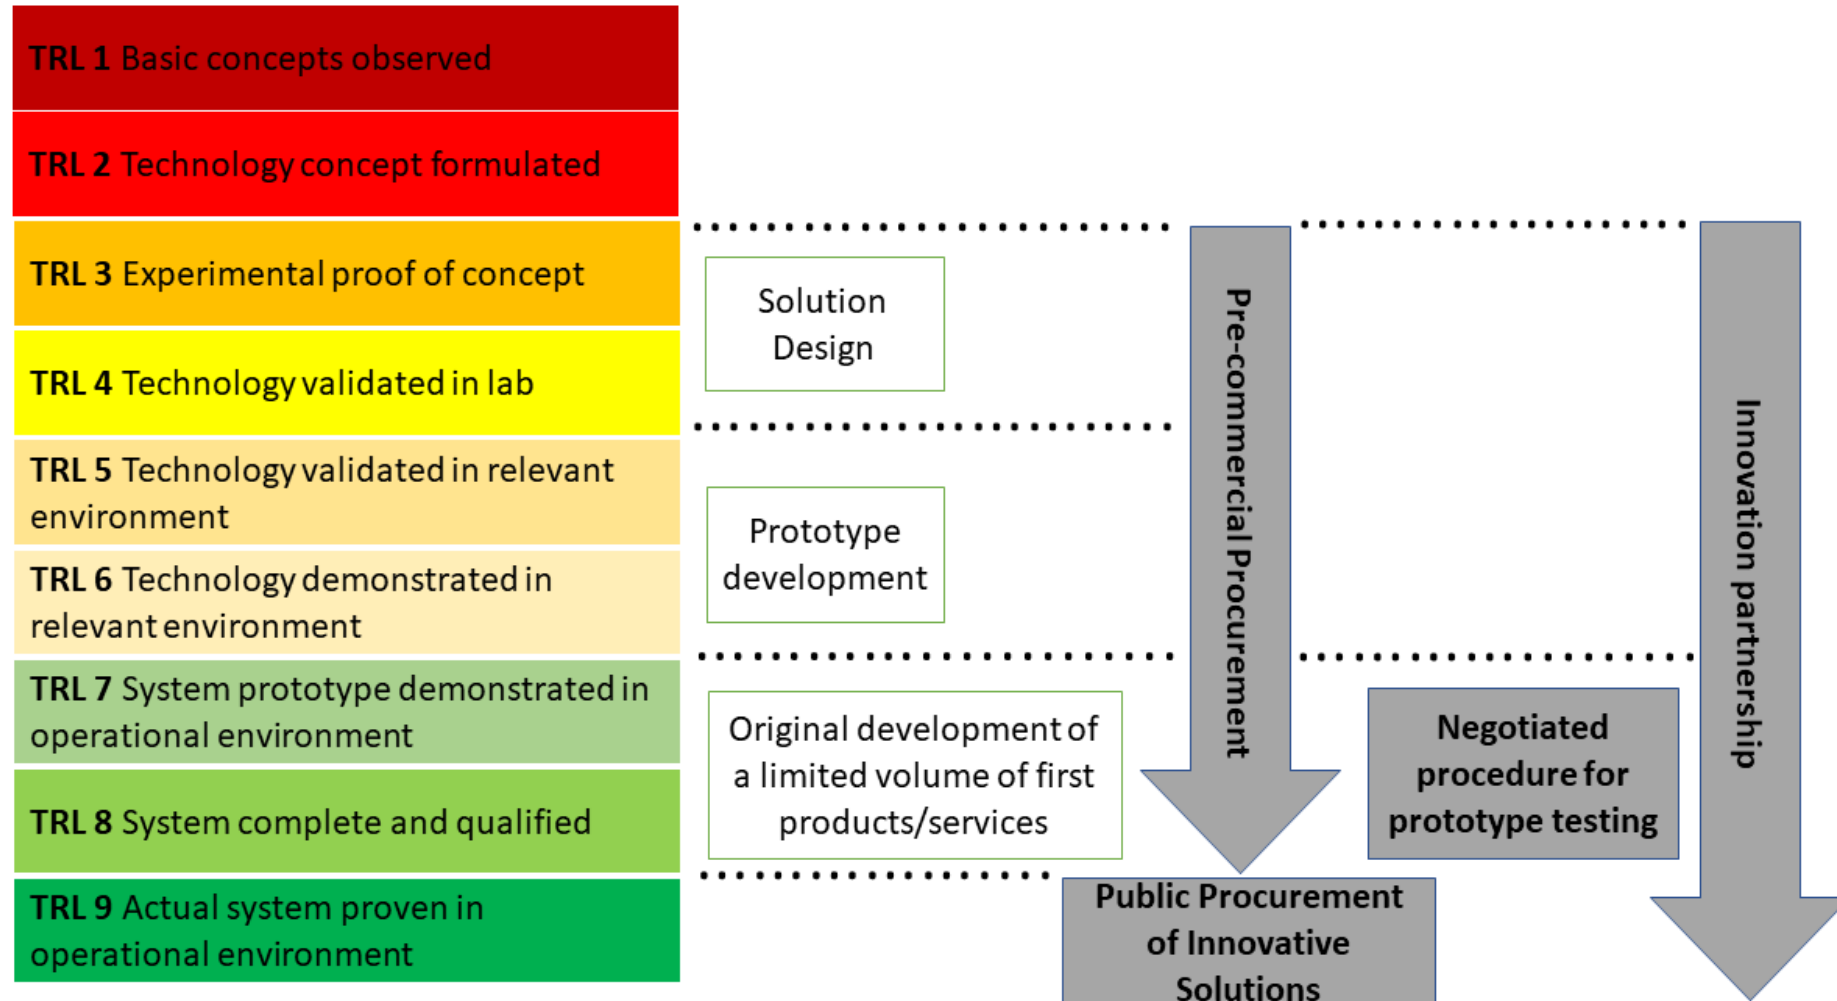 TRL 1 Basic concepts observed
TRL 2 Technology concept formulated
TRL 3 Experimental proof of concept
TRL 4 Technology validated in lab
TRL 5 Technology validated in relevant
environment
TRL 6 Technology demonstrated in
relevant environment
TRL 7 System prototype demonstrated in
operational environment
TRL 8 System complete and qualified
TRL 9 Actual system proven in
operational environment
Solution
Design
Prototype
development
Original development of
a limited volume of first
products/services
Pre-commercial Procurement
Public Procurement
of Innovative
Solutions
Negotiated
procedure for
prototype testing
Innovation partnership